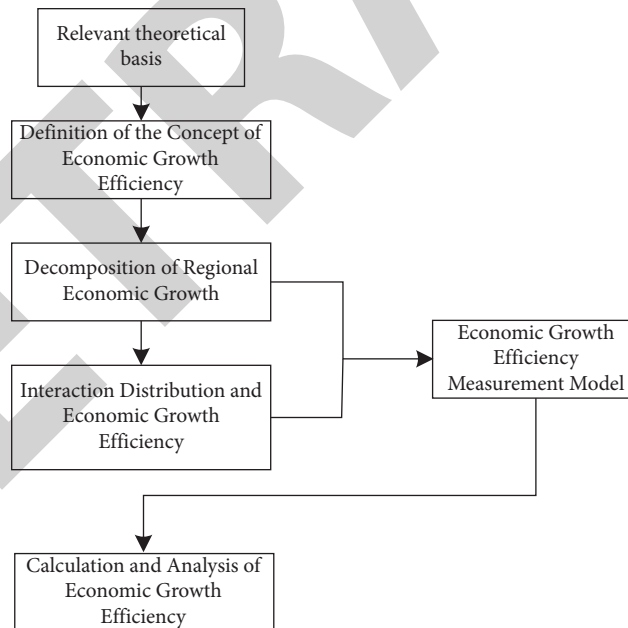 Relevant theoretical
basis
Definition of the Concept of
Economic Growth
Efficiency
Decomposition of Regional
Economic Growth
Interaction Distribution and
Economic Growth
Efficiency
Economic Growth
Efficiency
Measurement Model
Calculation and Analysis of
Economic Growth
Efficiency